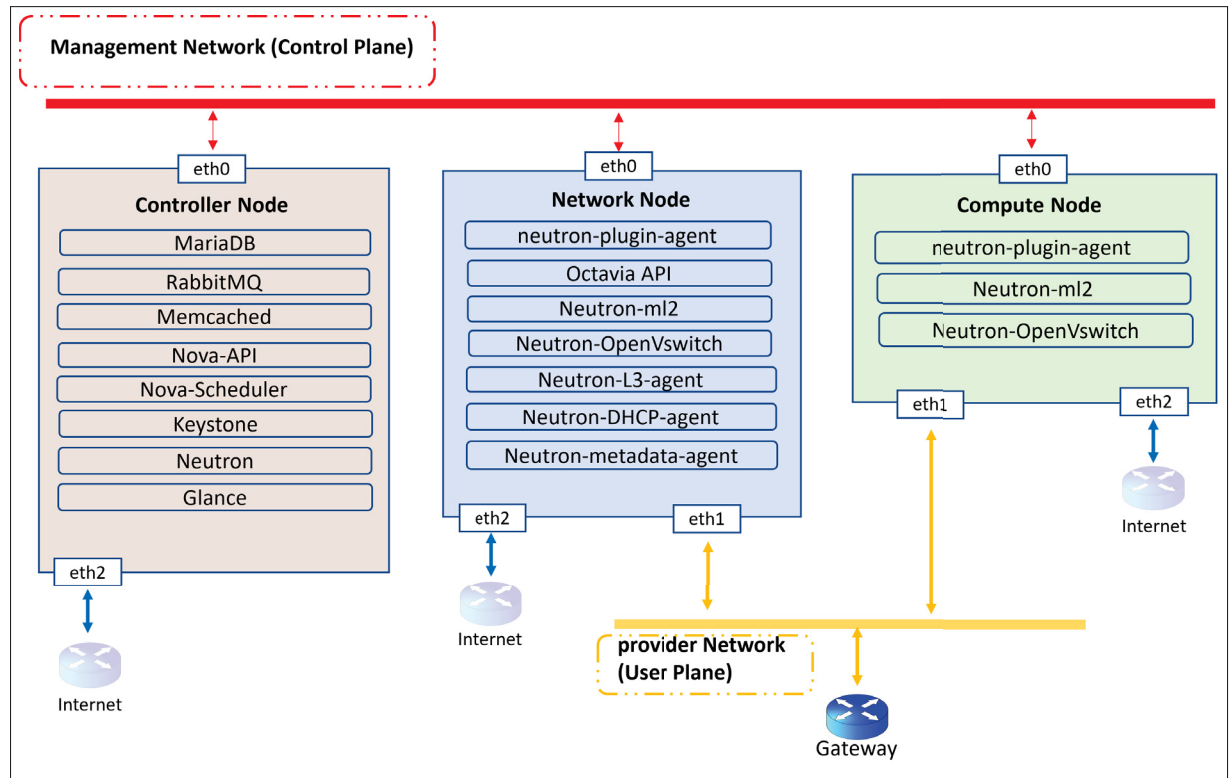 Management Network (Control Plane)
eth0
Controller Node
MariaDB
RabbitMQ
Memcached
Nova-API
Nova-Scheduler
Keystone
Neutron
Glance
eth2
Internet
eth0
Network Node
neutron-plugin-agent
Octavia API
Neutron-ml2
Neutron-OpenVswitch
Neutron-L3-agent
Neutron-DHCP-agent
Neutron-metadata-agent
eth2
eth1
Internet
eth0
Compute Node
neutron-plugin-agent
Neutron-ml2
Neutron-OpenVswitch
eth1
eth2
Internet
provider Network
(User Plane)
Gateway